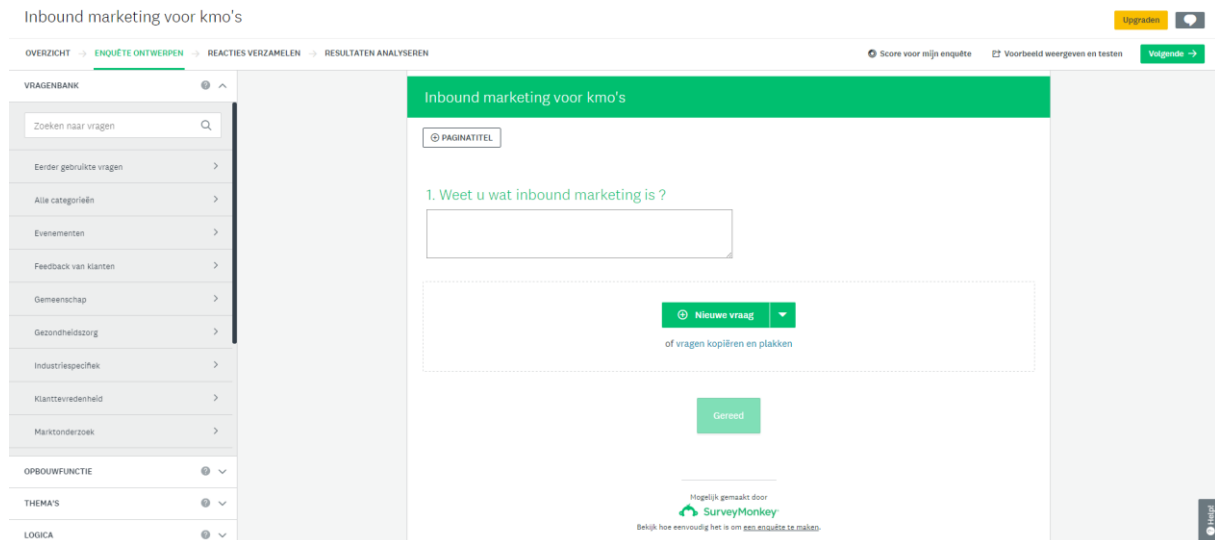 Inbound marketing voor kmo's
Upgraden
OVERZICHT → ENQUÊTE ONTWERPEN → REACTIES VERZAMELEN → RESULTATEN ANALYSEREN
Score voor mijn enquête
Voorbeeld weergeven en testen
Volgende →
VRAGENBANK
Zoeken naar vragen
Eerder gebruikte vragen
Alle categorieën
Evenementen
Feedback van klanten
Gemeenschap
Gezondheidszorg
Industriespecifiek
Klanttevredenheid
Marktonderzoek
OPBOUWFUNCTIE
THEMA'S
LOGICA
Inbound marketing voor kmo's
PAGINATITEL
1. Weet u wat inbound marketing is ?
Nieuwe vraag
of vragen kopiëren en plakken
Gereed
Mogelijk gemaakt door
SurveyMonkey
Bekijk hoe eenvoudig het is om een enquête te maken.
Help!